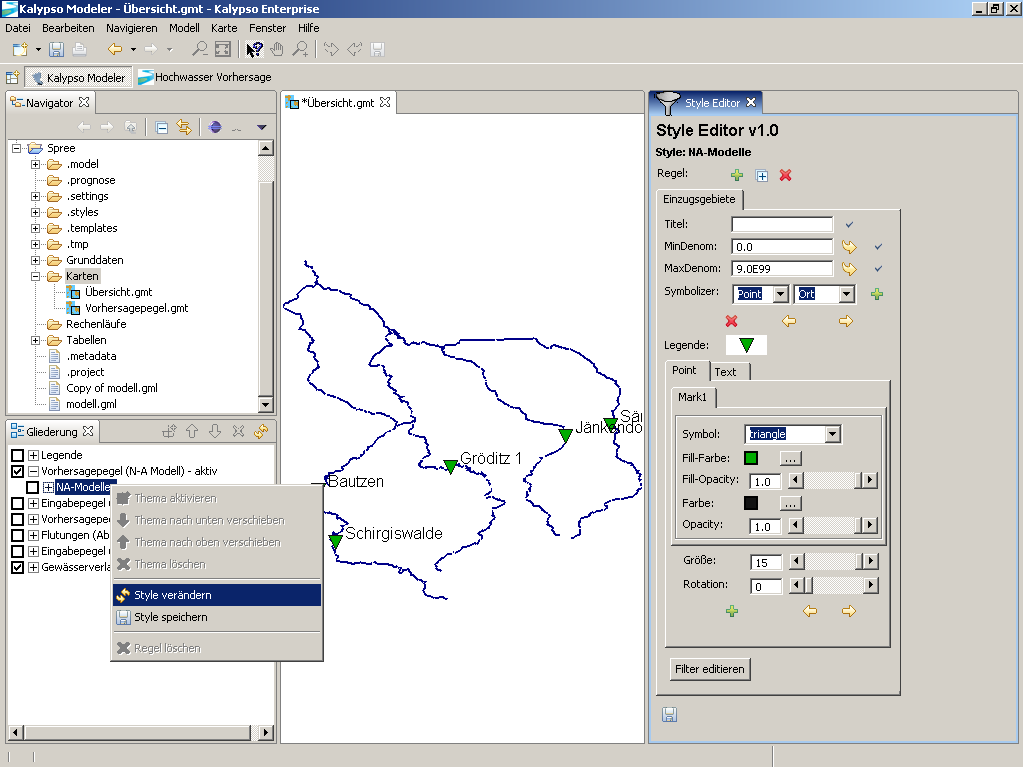 Kalypso Modeler - Übersicht.gmt - Kalypso Enterprise
Datei Bearbeiten Navigieren Modell Karte Fenster Hilfe
Kalypso Modeler Hochwasser Vorhersage
Navigator
Spree
.model
.prognose
.settings
.styles
.templates
.tmp
Grunddaten
Karten
Übersicht.gmt
Vorhersagepegel.gmt
Rechenläufe
Tabellen
.metadata
.project
Copy of modell.gml
modell.gml
Gliederung
Legende
Vorhersagepegel (N-A Modell) - aktiv
NA-Modelle
Eingabepegel
Vorhersagepe
Flutungen (Ab
Eingabepegel
Gewässerverla
Thema aktivieren
Thema nach unten verschieben
Thema nach oben verschieben
Thema löschen
Style verändern
Style speichern
Regel löschen
*Übersicht.gmt
Jänkendo
Gröditz 1
Bautzen
Schirgiswalde
Style Editor
Style Editor v1.0
Style: NA-Modelle
Regel:
Einzugsgebiete
Titel:
MinDenom: 0.0
MaxDenom: 9.0E99
Symbolizer: Point Ort
Legende:
Point Text
Mark1
Symbol: triangle
Fill-Farbe: ...
Fill-Opacity: 1.0
Farbe: ...
Opacity: 1.0
Größe: 15
Rotation: 0
Filter editieren